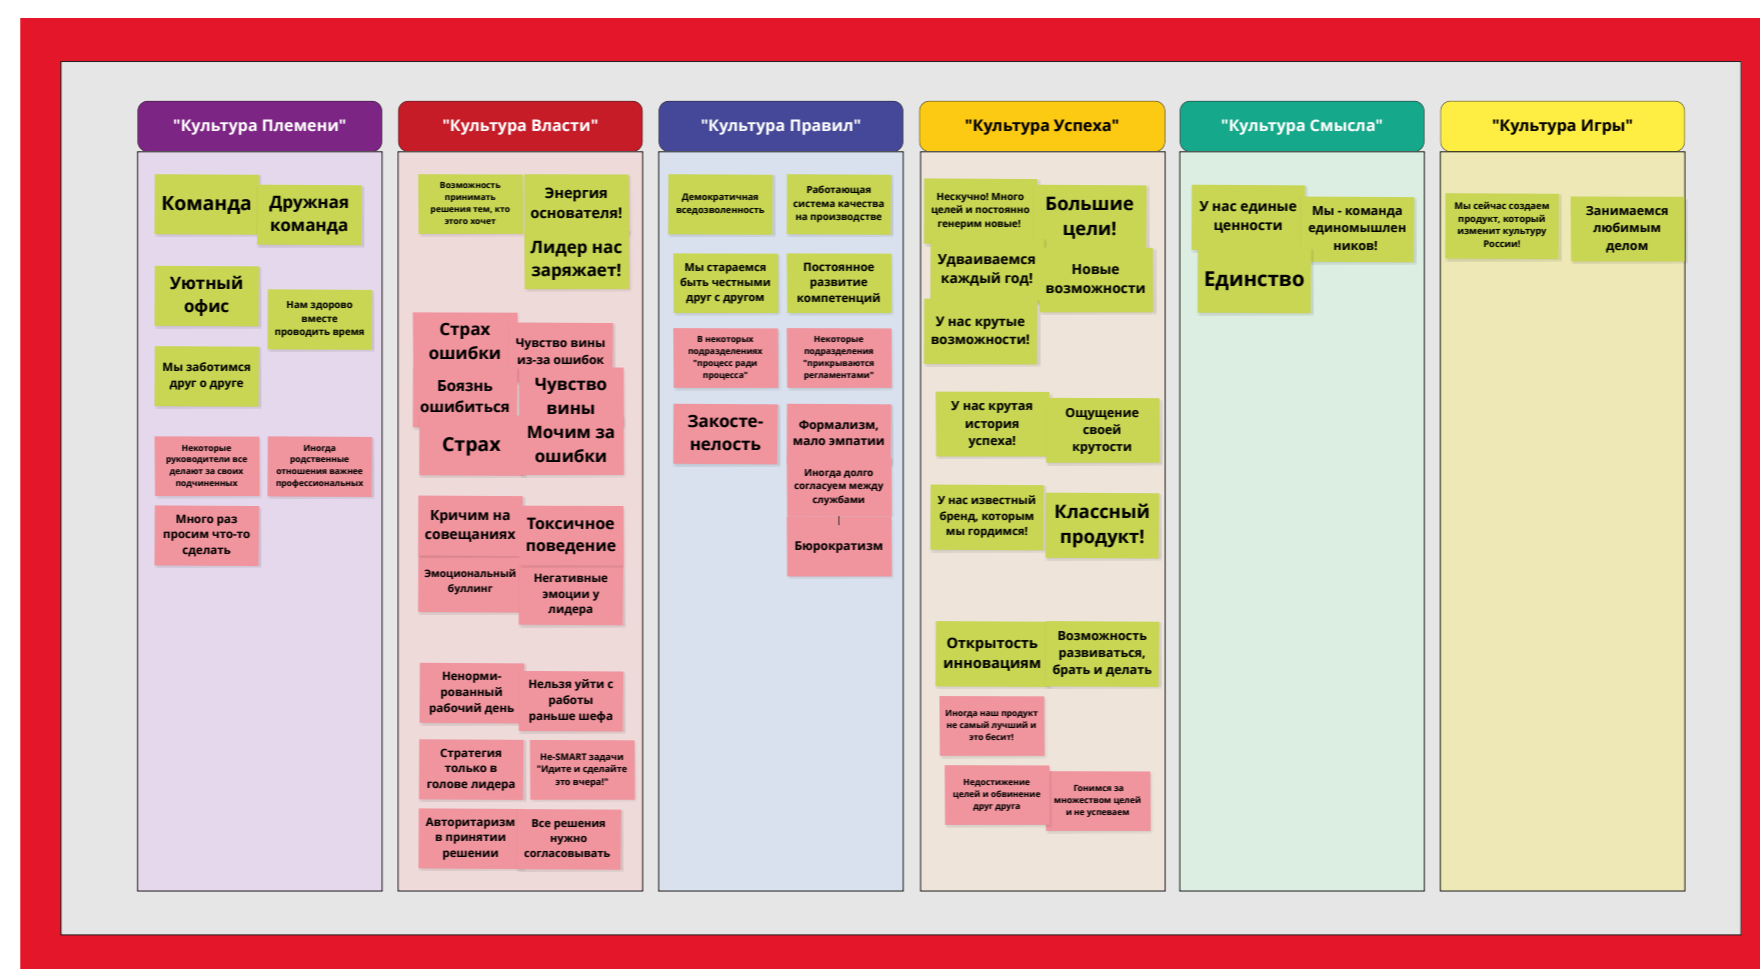 "Культура Племени"
Команда
Дружная
команда
Уютный
офис
Нам здорово
вместе
проводить время
Мы заботимся
друг о друге
Некоторые
руководители все
делают за своих
подчиненных
Иногда
родственные
отношения важнее
профессиональных
Много раз
просим что-то
сделать
"Культура Власти"
Возможность
принимать
решения тем, кто
этого хочет
Энергия
основателя!
Лидер нас
заряжает!
Страх
ошибки
Чувство вины
из-за ошибок
Боязнь
ошибиться
Чувство
вины
Страх
Мочим за
ошибки
Кричим на
совещаниях
Токсичное
поведение
Эмоциональный
буллинг
Негативные
эмоции у
лидера
Ненорми-
рованный
рабочий день
Нельзя уйти с
работы
раньше шефа
Стратегия
только в
голове лидера
Не-SMART задачи
"Идите и сделайте
это вчера!"
Авторитаризм
в принятии
решении
Все решения
нужно
согласовывать
"Культура Правил"
Демократичная
вседозволенность
Работающая
система качества
на производстве
Мы стараемся
быть честными
друг с другом
Постоянное
развитие
компетенций
В некоторых
подразделениях
"процесс ради
процесса"
Некоторые
подразделения
"прикрываются
регламентами"
Закосте-
нелость
Формализм,
мало эмпатии
Иногда долго
согласуем между
службами
Бюрократизм
"Культура Успеха"
Нескучно! Много
целей и постоянно
генерим новые!
Большие
цели!
Удваиваемся
каждый год!
Новые
возможности
У нас крутые
возможности!
У нас крутая
история
успеха!
Ощущение
своей
крутости
У нас известный
бренд, которым
мы гордимся!
Классный
продукт!
Открытость
инновациям
Возможность
развиваться,
брать и делать
Иногда наш продукт
не самый лучший и
это бесит!
Недостижение
целей и обвинение
друг друга
Гонимся за
множеством целей
и не успеваем
"Культура Смысла"
У нас единые
ценности
Мы - команда
единомышлен
ников!
Единство
"Культура Игры"
Мы сейчас создаем
продукт, который
изменит культуру
России!
Занимаемся
любимым
делом